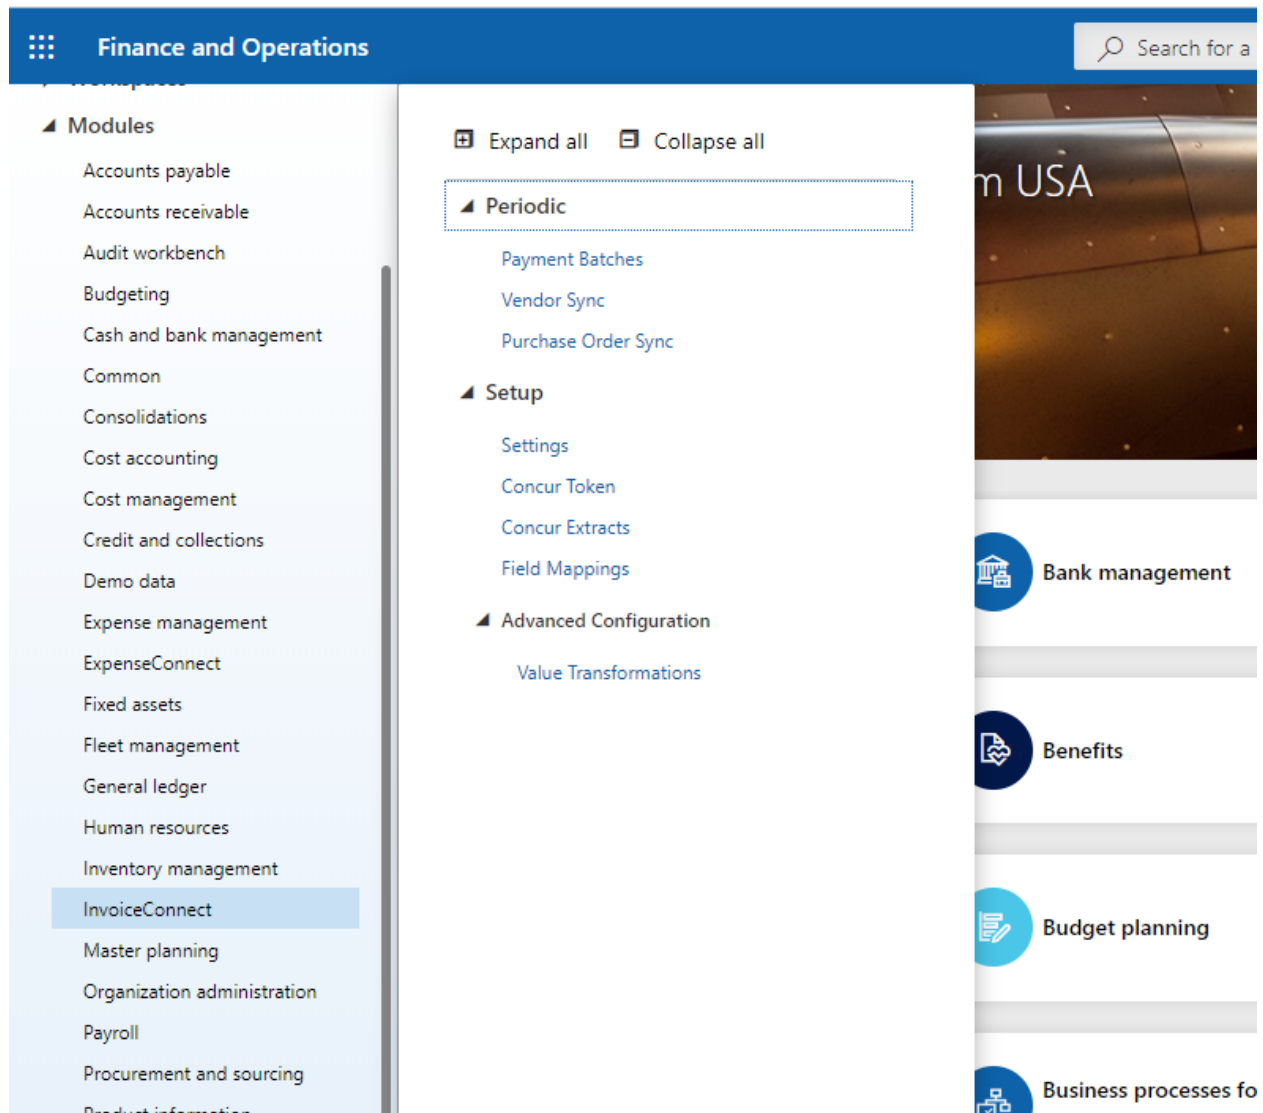 Finance and Operations
Search for a
Workspaces
Modules
Accounts payable
Accounts receivable
Audit workbench
Budgeting
Cash and bank management
Common
Consolidations
Cost accounting
Cost management
Credit and collections
Demo data
Expense management
ExpenseConnect
Fixed assets
Fleet management
General ledger
Human resources
Inventory management
InvoiceConnect
Master planning
Organization administration
Payroll
Procurement and sourcing
Product information
Expand all Collapse all
Periodic
Payment Batches
Vendor Sync
Purchase Order Sync
Setup
Settings
Concur Token
Concur Extracts
Field Mappings
Advanced Configuration
Value Transformations
m USA
Bank management
Benefits
Budget planning
Business processes fo